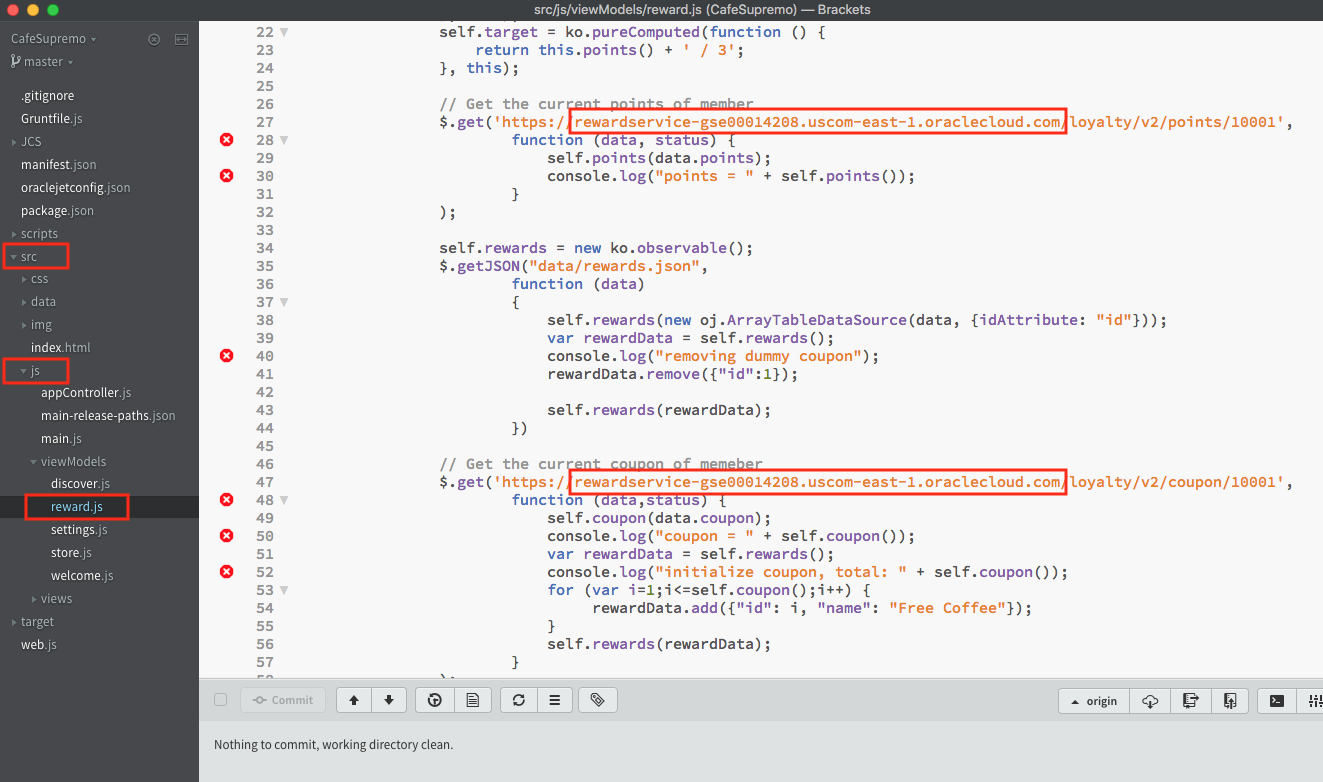 src/js/viewModels/reward.js (CafeSupremo) — Brackets
CafeSupremo
master
.gitignore
Gruntfile.js
JCS
manifest.json
oraclejetconfig.json
package.json
scripts
src
css
data
img
index.html
js
appController.js
main-release-paths.json
main.js
viewModels
discover.js
reward.js
settings.js
store.js
welcome.js
views
target
web.js
22 self.target = ko.pureComputed(function () {
23 return this.points() + ' / 3';
24 }, this);
25
26 // Get the current points of member
27 $.get('https://rewardservice-gse00014208.uscom-east-1.oraclecloud.com/loyalty/v2/points/10001',
28 function (data, status) {
29 self.points(data.points);
30 console.log("points = " + self.points());
31 }
32 );
33
34 self.rewards = new ko.observable();
35 $.getJSON("data/rewards.json",
36 function (data)
37 {
38 self.rewards(new oj.ArrayTableDataSource(data, {idAttribute: "id"}));
39 var rewardData = self.rewards();
40 console.log("removing dummy coupon");
41 rewardData.remove({"id":1});
42
43 self.rewards(rewardData);
44 })
45
46 // Get the current coupon of memeber
47 $.get('https://rewardservice-gse00014208.uscom-east-1.oraclecloud.com/loyalty/v2/coupon/10001',
48 function (data,status) {
49 self.coupon(data.coupon);
50 console.log("coupon = " + self.coupon());
51 var rewardData = self.rewards();
52 console.log("initialize coupon, total: " + self.coupon());
53 for (var i=1;i<=self.coupon();i++) {
54 rewardData.add({"id": i, "name": "Free Coffee"});
55 }
56 self.rewards(rewardData);
57 }
Commit
origin
Nothing to commit, working directory clean.